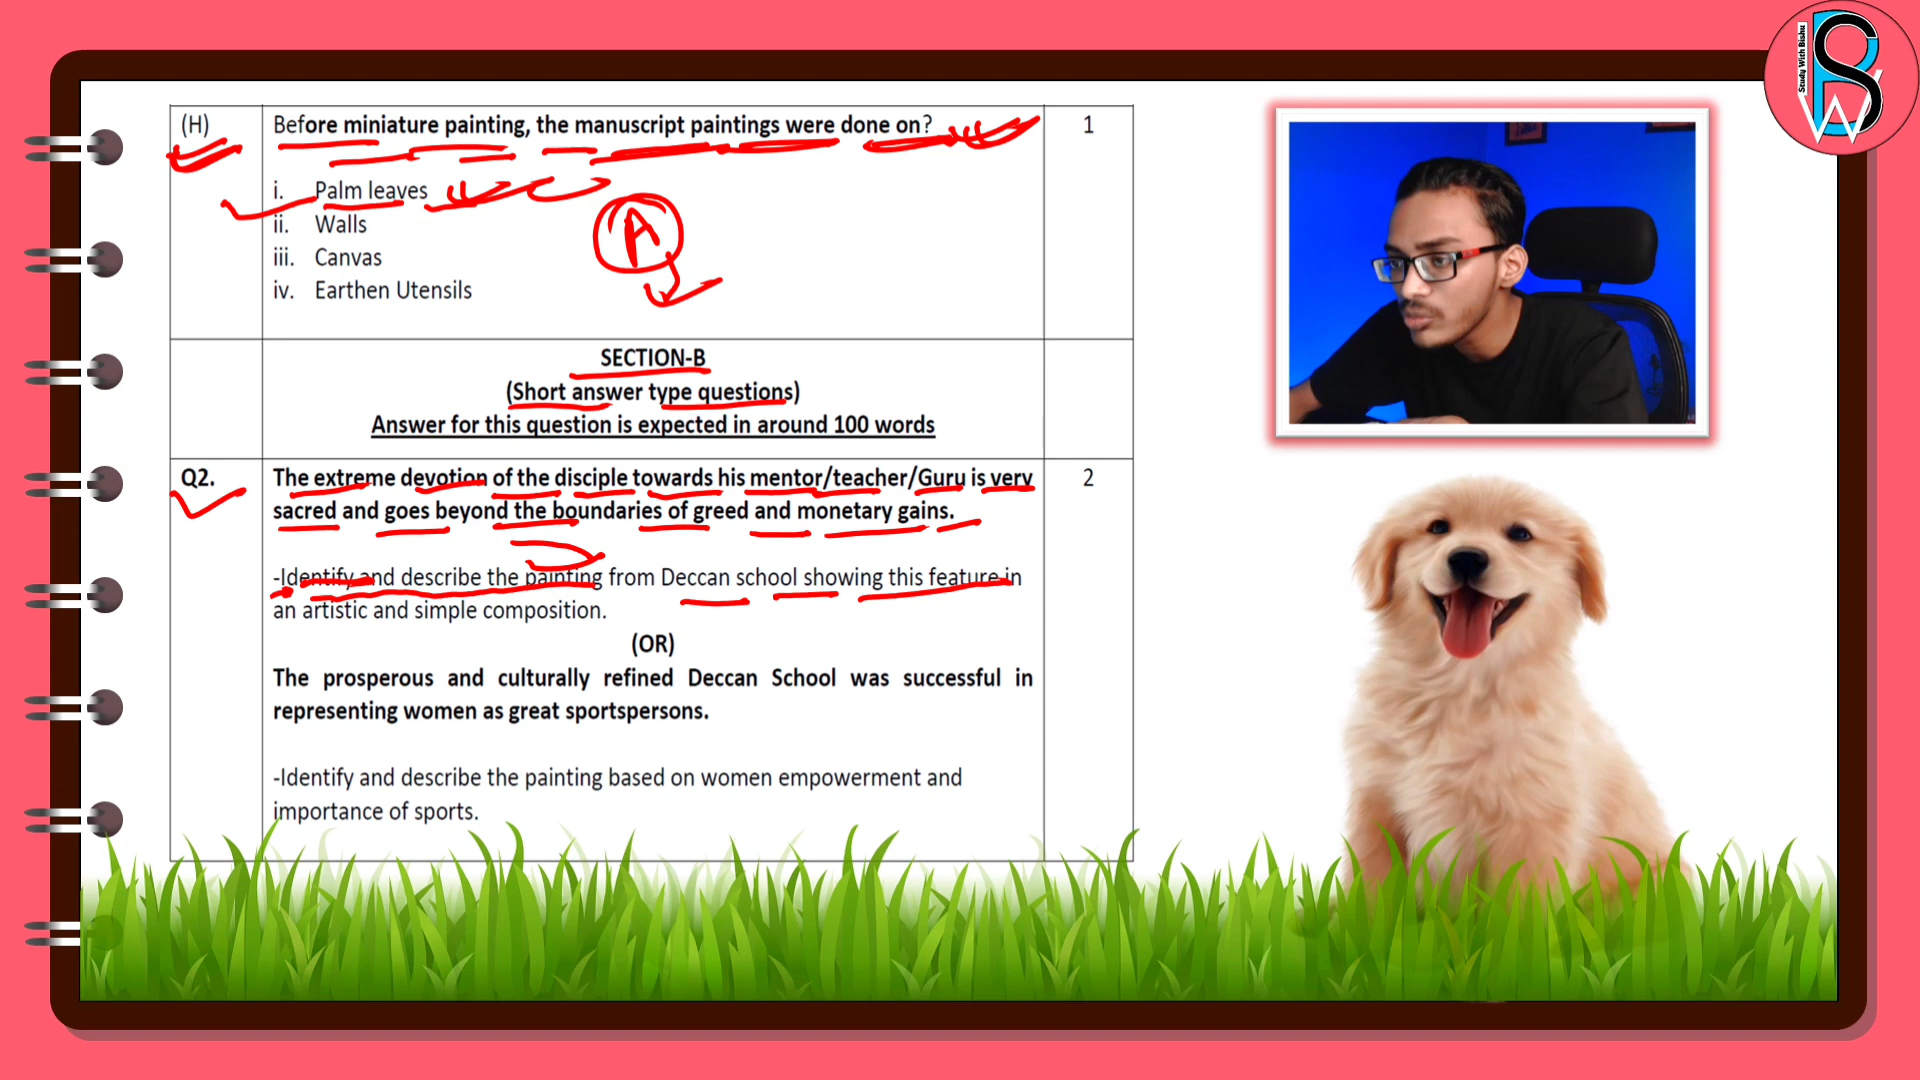 Study With Bishu
B S W
(H) Before miniature painting, the manuscript paintings were done on? 1
i. Palm leaves
A
ii. Walls
iii. Canvas
iv. Earthen Utensils
SECTION-B
(Short answer type questions)
Answer for this question is expected in around 100 words
Q2. The extreme devotion of the disciple towards his mentor/teacher/Guru is very 2
sacred and goes beyond the boundaries of greed and monetary gains.
-Identify and describe the painting from Deccan school showing this feature in
an artistic and simple composition.
(OR)
The prosperous and culturally refined Deccan School was successful in
representing women as great sportspersons.
-Identify and describe the painting based on women empowerment and
importance of sports.